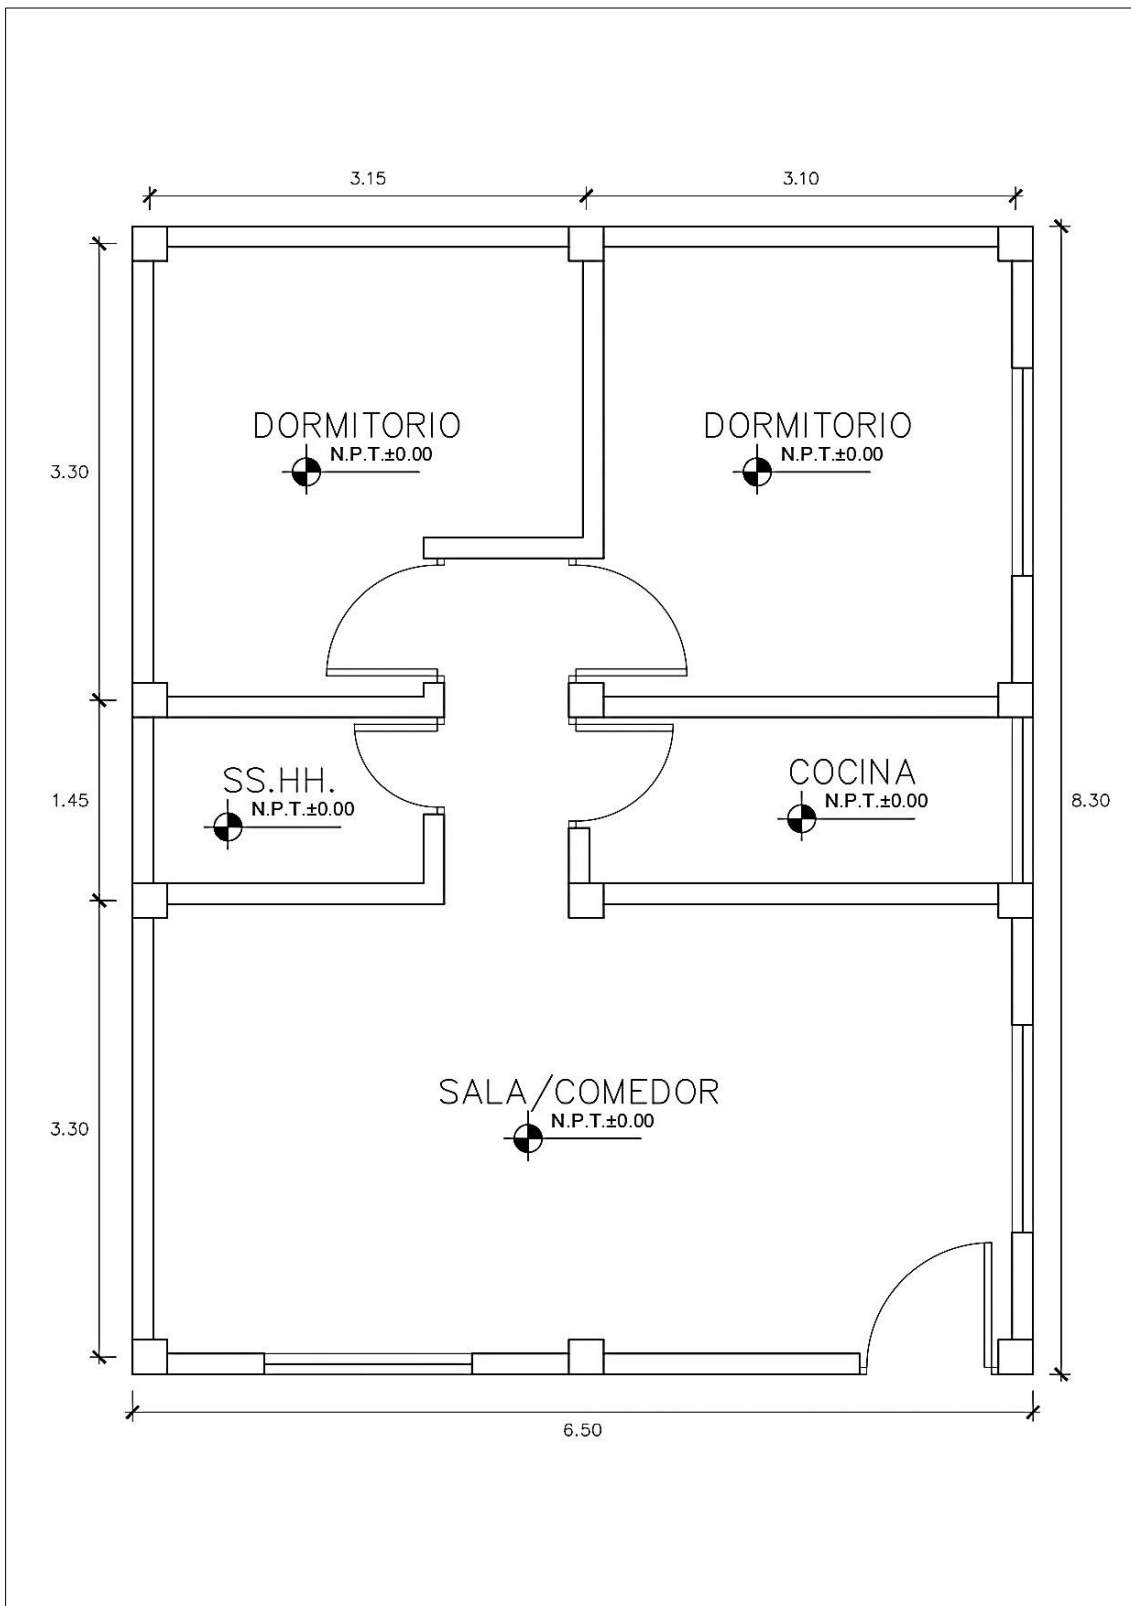 3.15
3.10
DORMITORIO
N.P.T.±0.00
DORMITORIO
N.P.T.±0.00
3.30
SS.HH.
N.P.T.±0.00
COCINA
N.P.T.±0.00
1.45
8.30
SALA/COMEDOR
N.P.T.±0.00
3.30
6.50